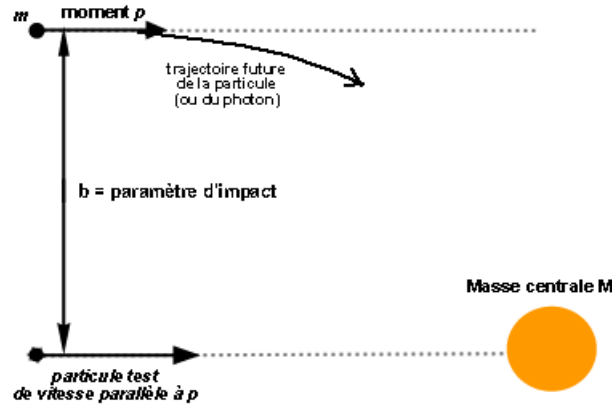 m
moment p
trajectoire future
de la particule
(ou du photon)
b = paramètre d'impact
Masse centrale M
particule test
de vitesse parallèle à p